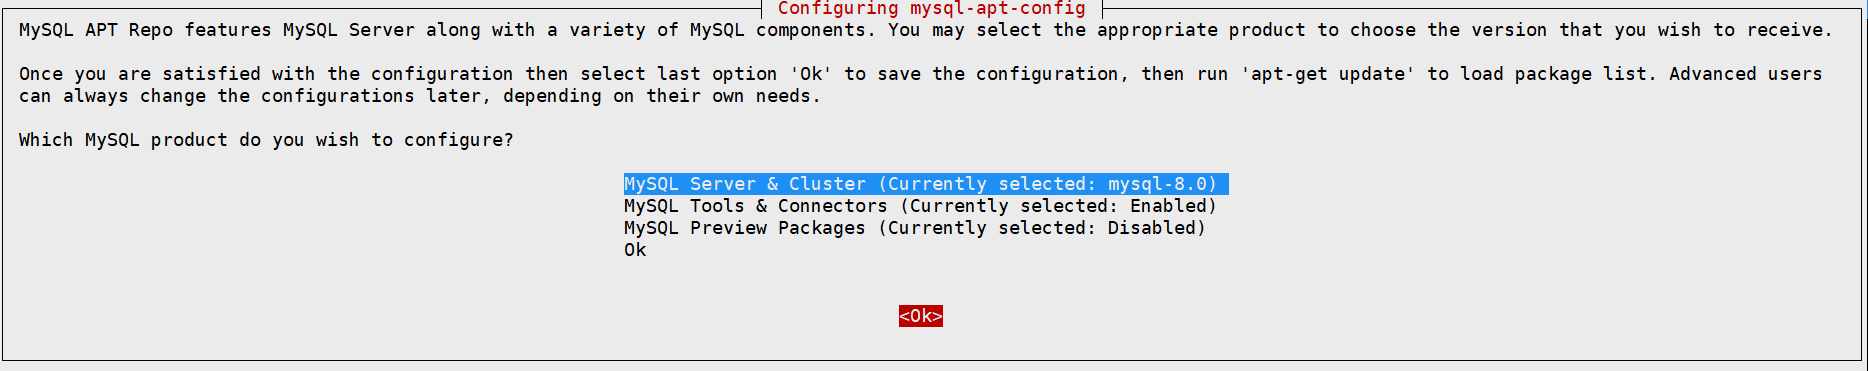 Configuring mysql-apt-config
MySQL APT Repo features MySQL Server along with a variety of MySQL components. You may select the appropriate product to choose the version that you wish to receive.
Once you are satisfied with the configuration then select last option 'Ok' to save the configuration, then run 'apt-get update' to load package list. Advanced users
can always change the configurations later, depending on their own needs.
Which MySQL product do you wish to configure?
MySQL Server & Cluster (Currently selected: mysql-8.0)
MySQL Tools & Connectors (Currently selected: Enabled)
MySQL Preview Packages (Currently selected: Disabled)
Ok
<Ok>